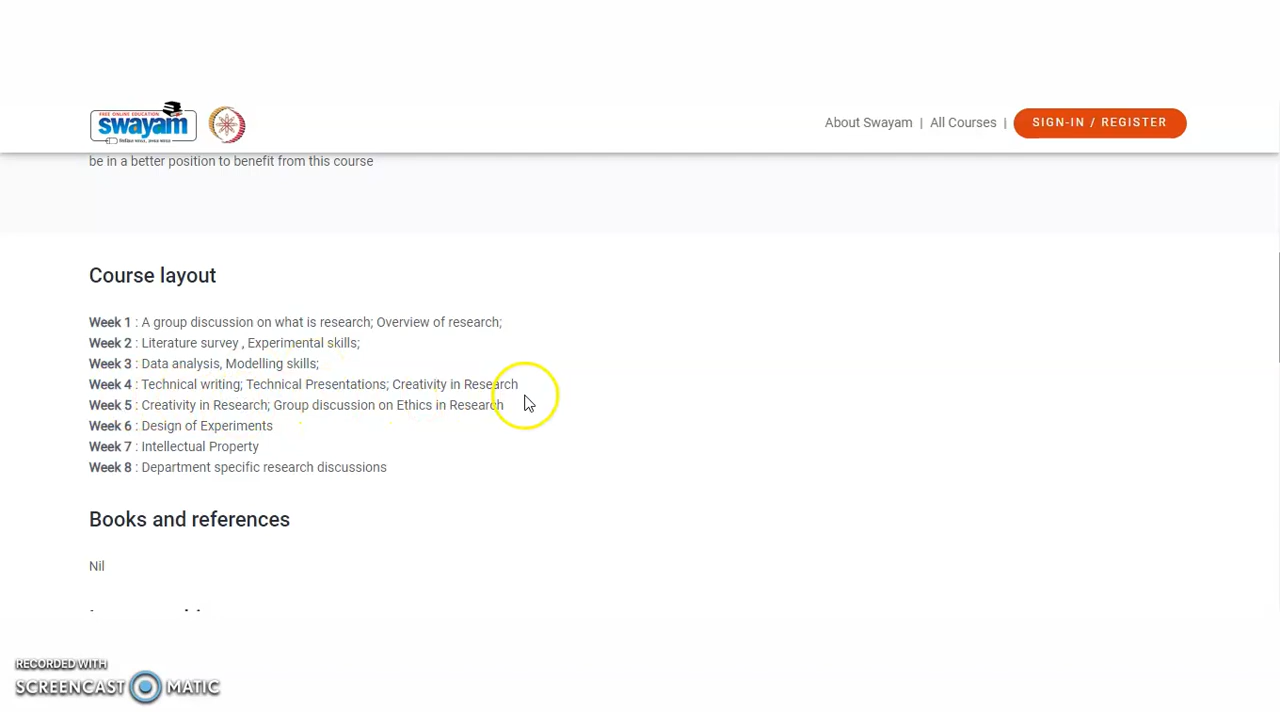 FREE ONLINE EDUCATION
swayam
About Swayam | All Courses | SIGN-IN / REGISTER
be in a better position to benefit from this course
Course layout
Week 1 : A group discussion on what is research; Overview of research;
Week 2 : Literature survey , Experimental skills;
Week 3 : Data analysis, Modelling skills;
Week 4 : Technical writing; Technical Presentations; Creativity in Research
Week 5 : Creativity in Research; Group discussion on Ethics in Research
Week 6 : Design of Experiments
Week 7 : Intellectual Property
Week 8 : Department specific research discussions
Books and references
Nil
RECORDED WITH
SCREENCAST MATIC